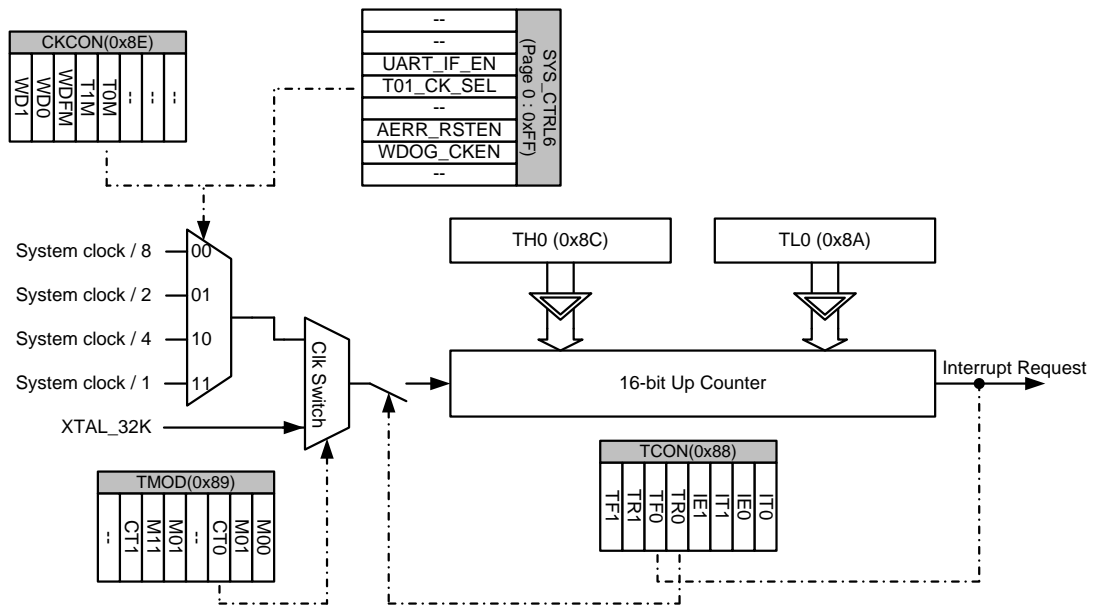 CKCON(0x8E)
WD1
WD0
WDFM
T1M
T0M
--
--
--
--
--
UART_IF_EN
T01_CK_SEL
--
AERR_RSTEN
WDOG_CKEN
--
SYS_CTRL6
(Page 0 : 0xFF)
System clock / 8
00
System clock / 2
01
System clock / 4
10
System clock / 1
11
XTAL_32K
Clk Switch
TH0 (0x8C)
TL0 (0x8A)
16-bit Up Counter
Interrupt Request
TMOD(0x89)
--
CT1
M11
M01
--
CT0
M01
M00
TCON(0x88)
TF1
TR1
TF0
TR0
IE1
IT1
IE0
IT0